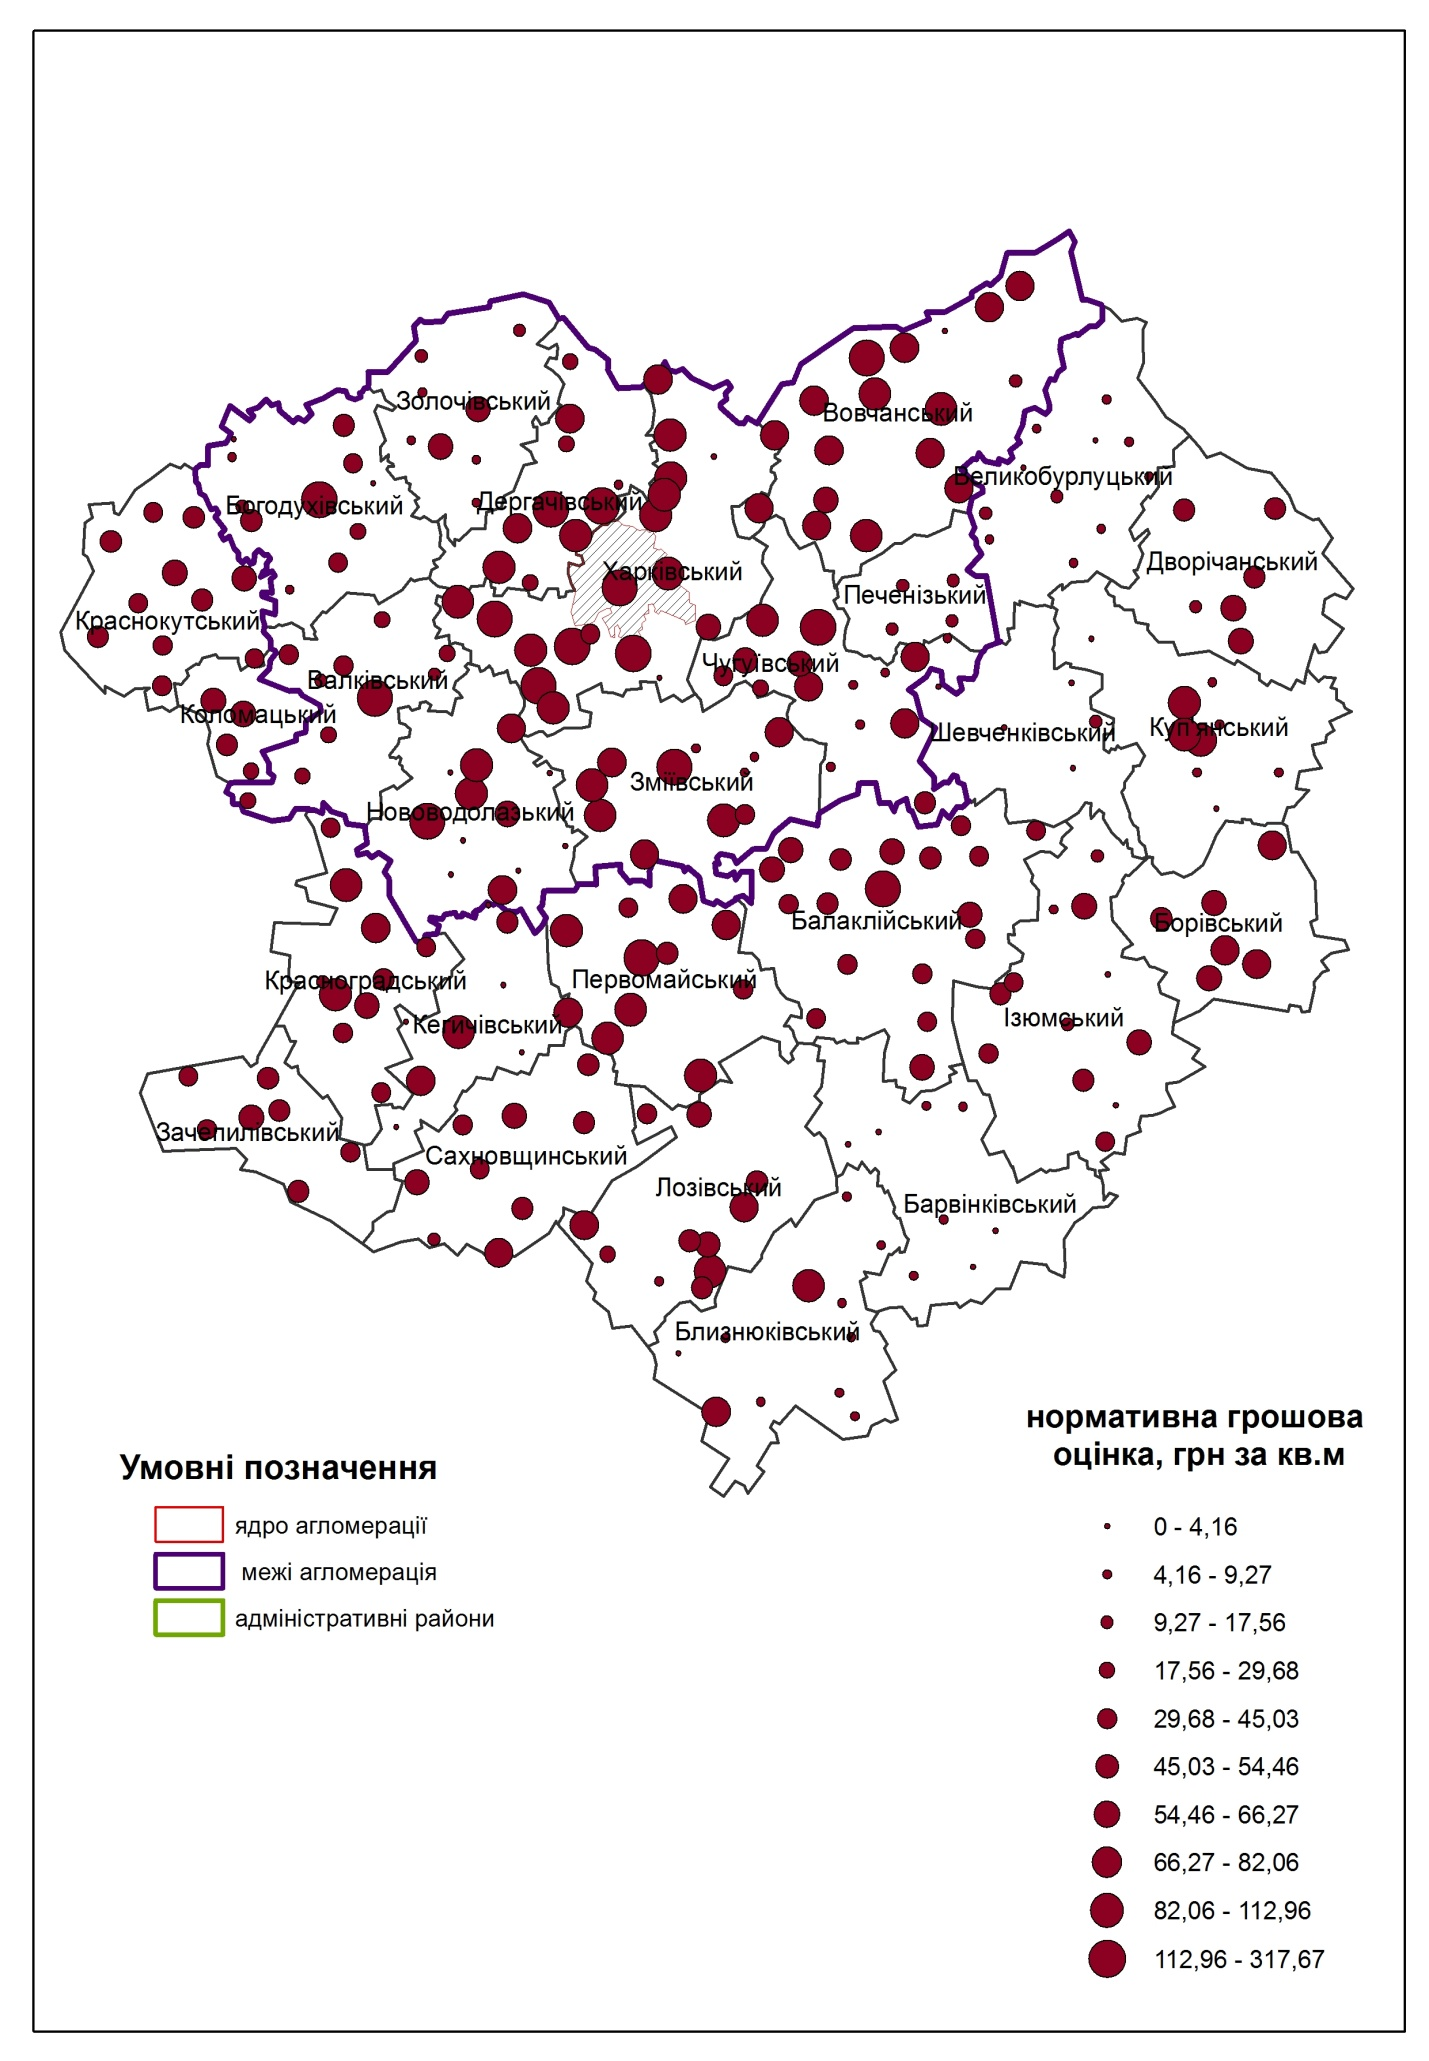 Золочівський
Вовчанський
Великобурлуцький
Дергачівський
Богодухівський
Дворічанський
Харківський
Печенізький
Краснокутський
Чугуївський
Валківський
Коломацький
Куп'янський
Шевченківський
Зміївський
Нововодолазький
Балаклійський
Борівський
Красноградський
Первомайський
Кегичівський
Ізюмський
Зачепилівський
Сахновщинський
Лозівський
Барвінківський
Близнюківський
нормативна грошова
оцінка, грн за кв.м
0 - 4,16
4,16 - 9,27
9,27 - 17,56
17,56 - 29,68
29,68 - 45,03
45,03 - 54,46
54,46 - 66,27
66,27 - 82,06
82,06 - 112,96
112,96 - 317,67
Умовні позначення
ядро агломерації
межі агломерація
адміністративні райони